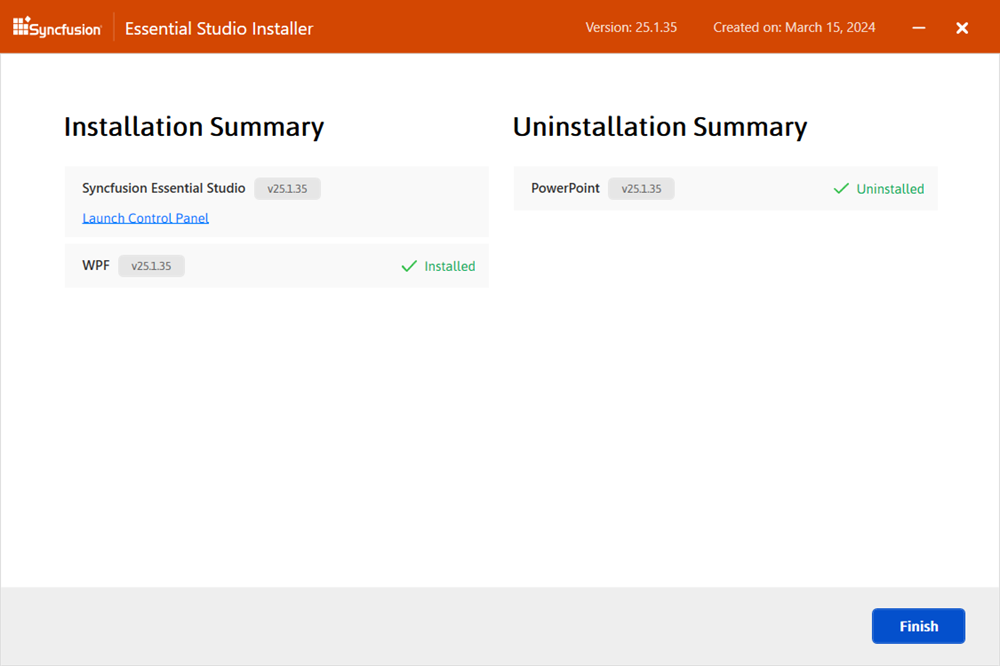 Syncfusion Essential Studio Installer Version: 25.1.35 Created on: March 15, 2024
Installation Summary
Syncfusion Essential Studio v25.1.35
Launch Control Panel
WPF v25.1.35 Installed
Uninstallation Summary
PowerPoint v25.1.35 Uninstalled
Finish